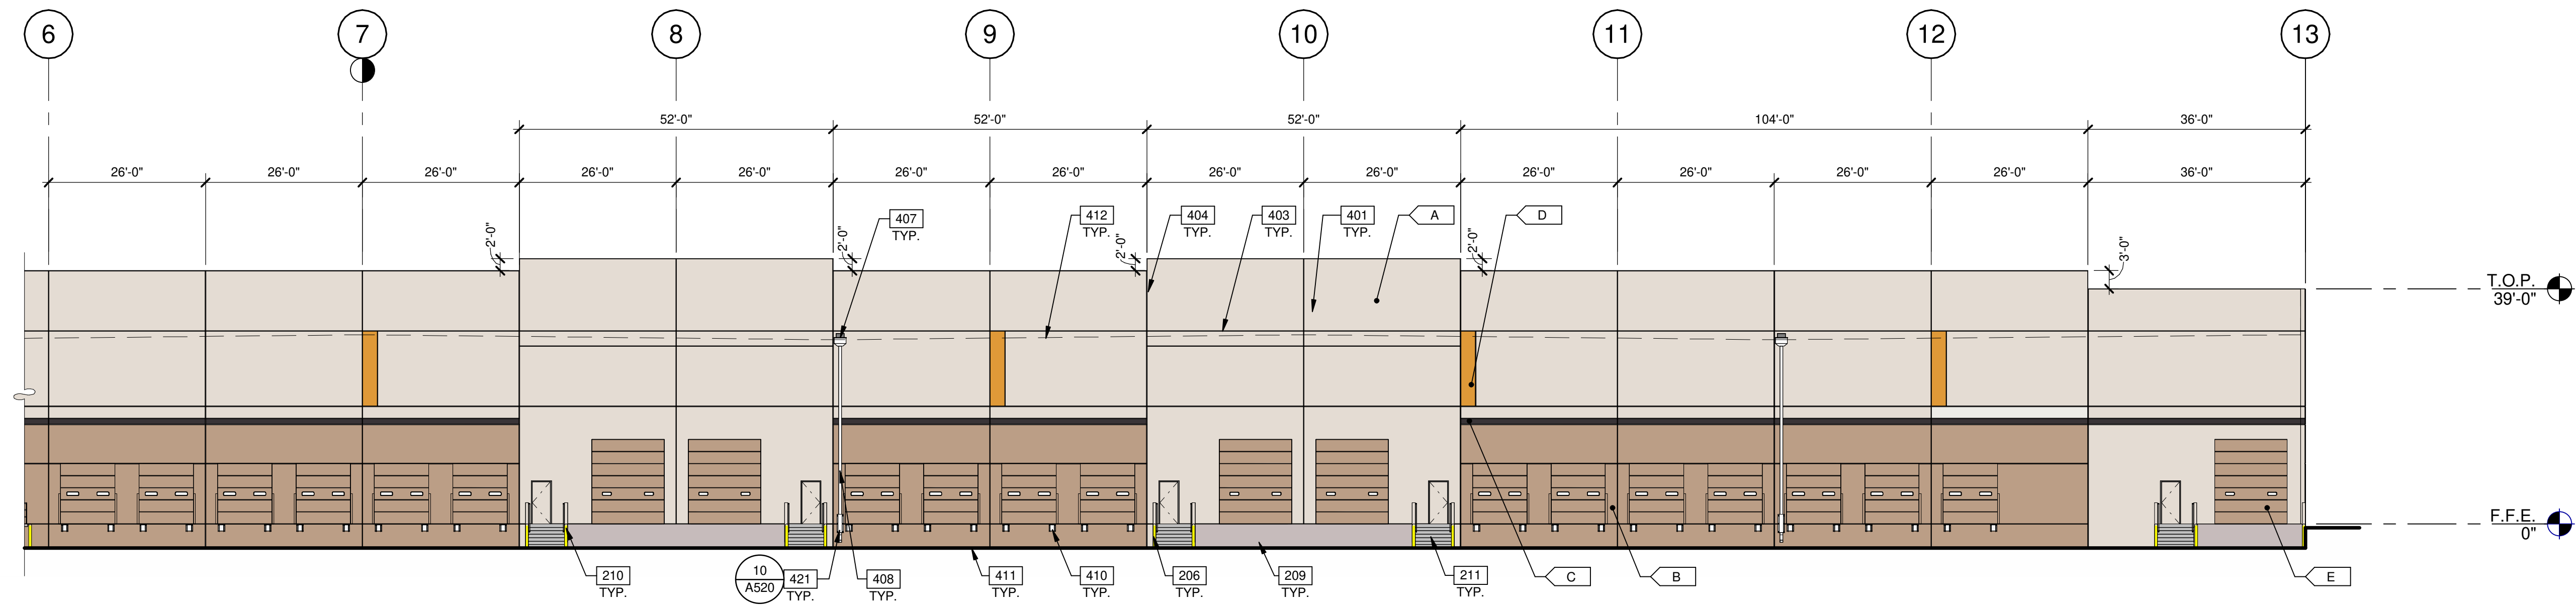 6 7 8 9 10 11 12 13
52'-0" 52'-0" 52'-0" 104'-0" 36'-0"
26'-0" 26'-0" 26'-0" 26'-0" 26'-0" 26'-0" 26'-0" 26'-0" 26'-0" 26'-0" 26'-0" 26'-0" 26'-0" 36'-0"
407
TYP.
412
TYP.
404
TYP.
403
TYP.
401
TYP.
A
D
2'-0"
2'-0"
2'-0"
2'-0"
3'-0"
T.O.P.
39'-0"
F.F.E.
0"
210
TYP.
10
A520
421
TYP.
408
TYP.
411
TYP.
410
TYP.
206
TYP.
209
TYP.
211
TYP.
C
B
E